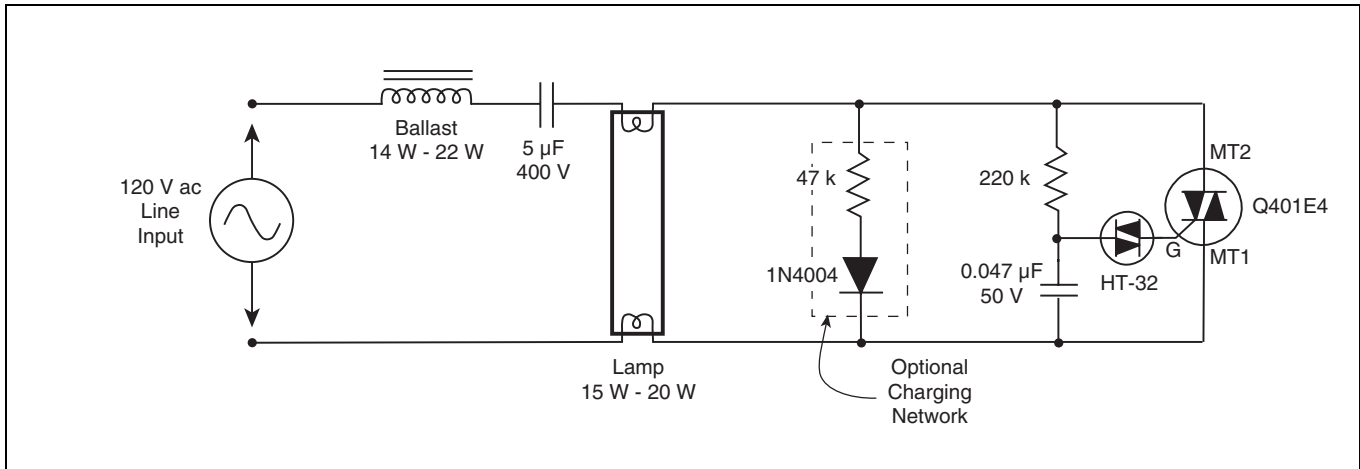 Ballast
14 W - 22 W
5 µF
400 V
120 V ac
Line
Input
47 k
220 k
MT2
Q401E4
G
MT1
1N4004
0.047 µF
50 V
HT-32
Lamp
15 W - 20 W
Optional
Charging
Network